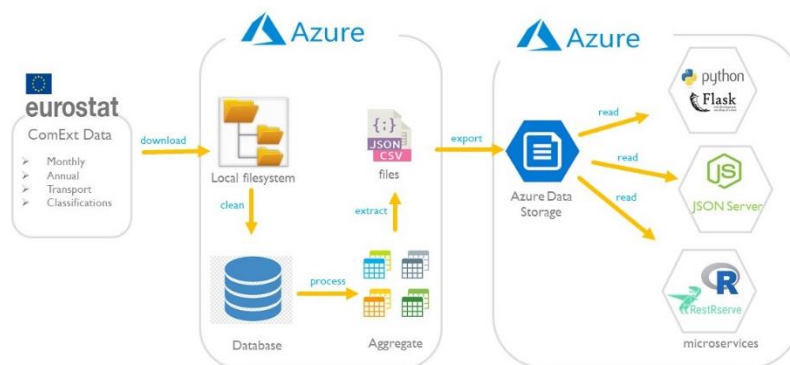 eurostat
ComExt Data
Monthly
Annual
Transport
Classifications
download
Azure
Local filesystem
clean
Database
process
Aggregate
extract
{:}
JSON
CSV
files
export
Azure
Azure Data
Storage
read
python
Flask
read
JS
JSON Server
read
R
RestRserve
microservices